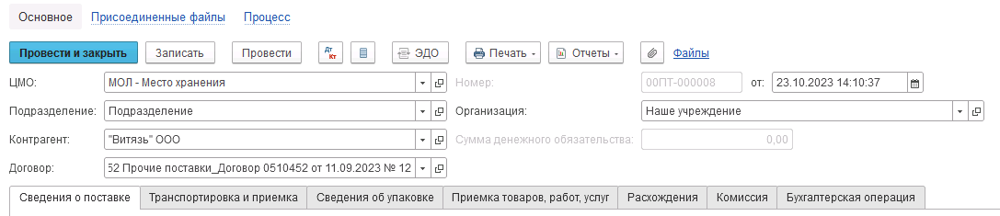 Основное Присоединенные файлы Процесс
Провести и закрыть Записать Провести Дт Кт ЭДО Печать Отчеты Файлы
ЦМО: МОЛ - Место хранения Номер: 00ПТ-000008 от: 23.10.2023 14:10:37
Подразделение: Подразделение Организация: Наше учреждение
Контрагент: "Витязь" ООО Сумма денежного обязательства: 0,00
Договор: 52 Прочие поставки_Договор 0510452 от 11.09.2023 № 12
Сведения о поставке Транспортировка и приемка Сведения об упаковке Приемка товаров, работ, услуг Расхождения Комиссия Бухгалтерская операция